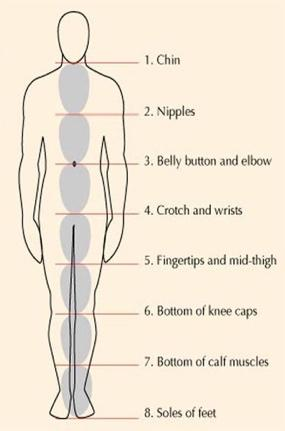 1. Chin
2. Nipples
3. Belly button and elbow
4. Crotch and wrists
5. Fingertips and mid-thigh
6. Bottom of knee caps
7. Bottom of calf muscles
8. Soles of feet